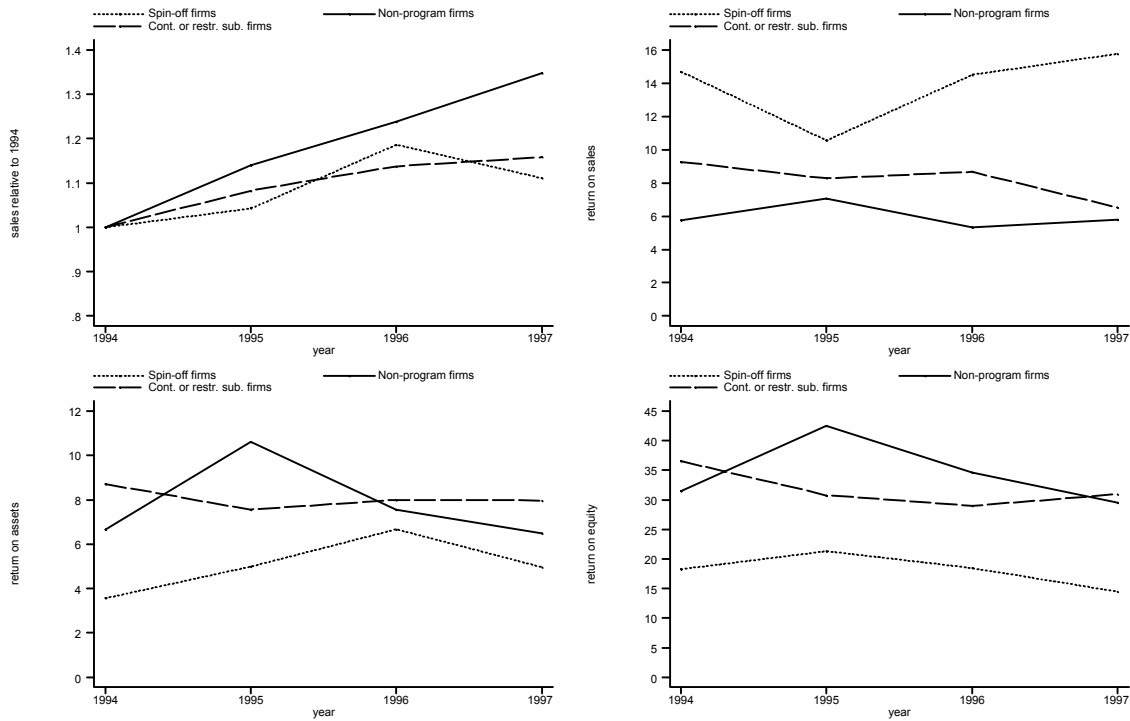 Spin-off firms Non-program firms
Cont. or restr. sub. firms
sales relative to 1994
1.4
1.3
1.2
1.1
1
.9
.8
1994 1995 1996 1997
year
Spin-off firms Non-program firms
Cont. or restr. sub. firms
return on sales
16
14
12
10
8
6
4
2
0
1994 1995 1996 1997
year
Spin-off firms Non-program firms
Cont. or restr. sub. firms
return on assets
12
10
8
6
4
2
0
1994 1995 1996 1997
year
Spin-off firms Non-program firms
Cont. or restr. sub. firms
return on equity
45
40
35
30
25
20
15
10
5
0
1994 1995 1996 1997
year